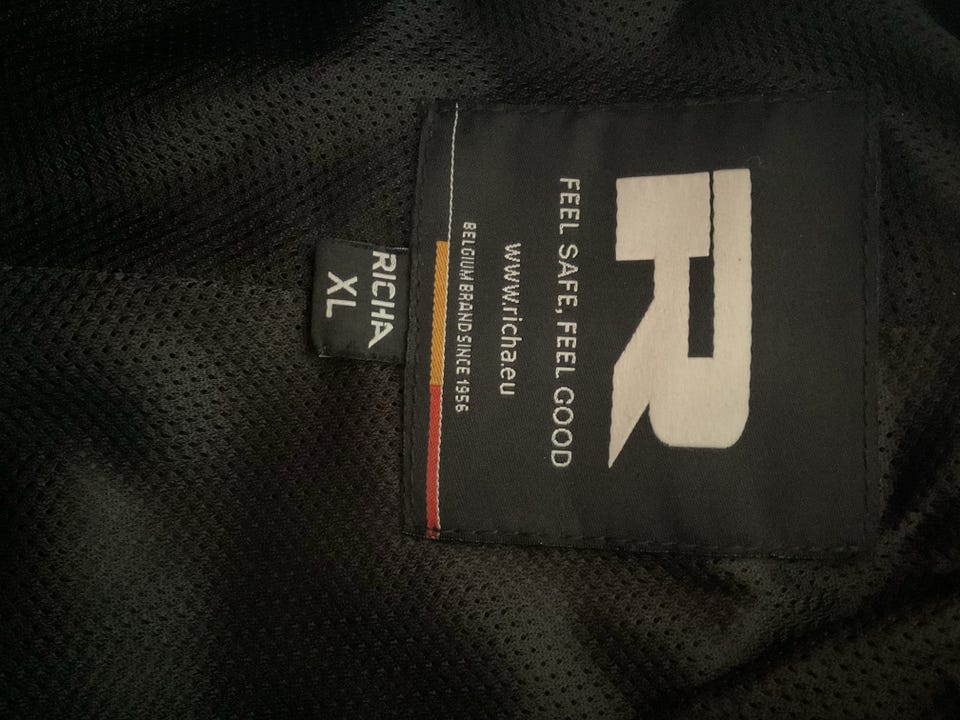 R
FEEL SAFE, FEEL GOOD
www.richa.eu
BELGIUM BRAND SINCE 1956
RICHA
XL